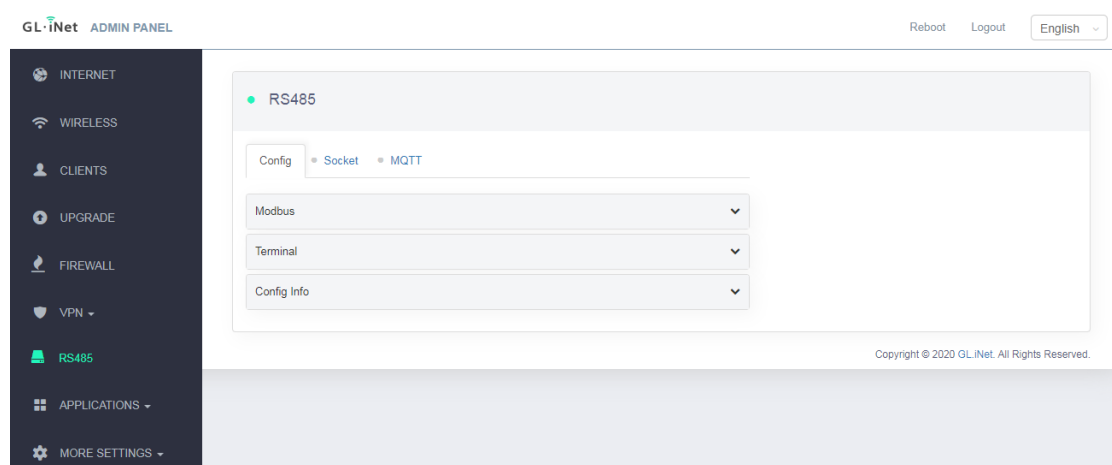 GL·iNet ADMIN PANEL
Reboot Logout English
INTERNET
WIRELESS
CLIENTS
UPGRADE
FIREWALL
VPN
RS485
APPLICATIONS
MORE SETTINGS
RS485
Config Socket MQTT
Modbus
Terminal
Config Info
Copyright © 2020 GL.iNet. All Rights Reserved.